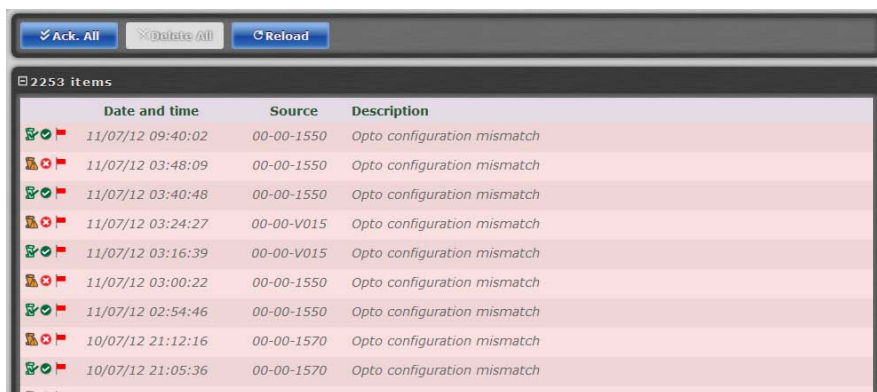 Ack. All Delete All Reload
2253 items
Date and time Source Description
11/07/12 09:40:02 00-00-1550 Opto configuration mismatch
11/07/12 03:48:09 00-00-1550 Opto configuration mismatch
11/07/12 03:40:48 00-00-1550 Opto configuration mismatch
11/07/12 03:24:27 00-00-V015 Opto configuration mismatch
11/07/12 03:16:39 00-00-V015 Opto configuration mismatch
11/07/12 03:00:22 00-00-1550 Opto configuration mismatch
11/07/12 02:54:46 00-00-1550 Opto configuration mismatch
10/07/12 21:12:16 00-00-1570 Opto configuration mismatch
10/07/12 21:05:36 00-00-1570 Opto configuration mismatch